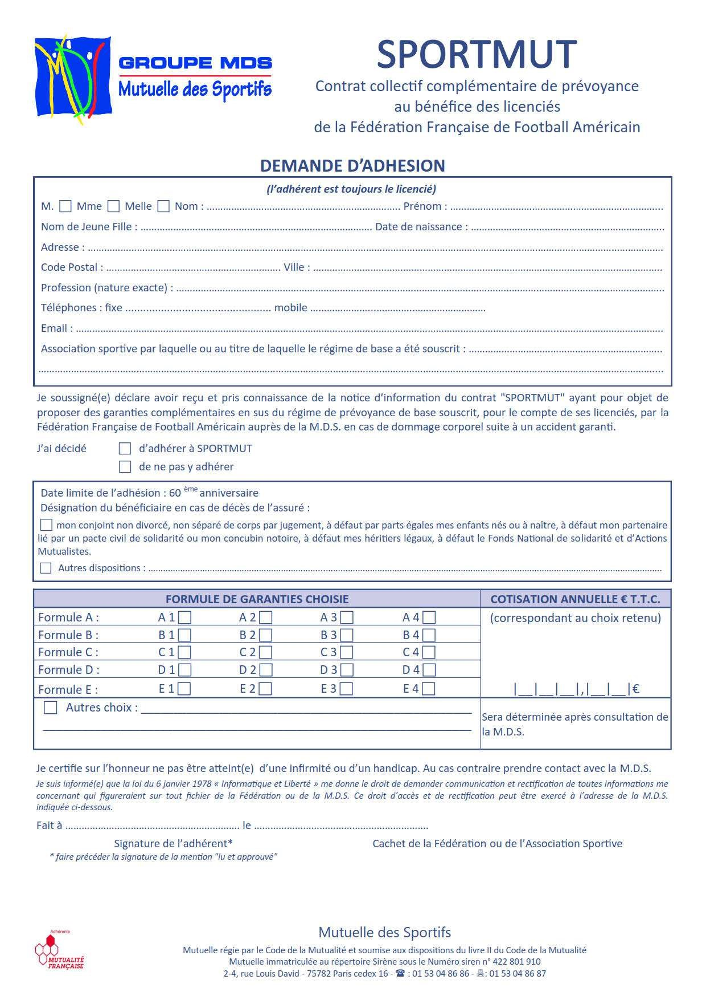 GROUPE MDS
Mutuelle des Sportifs
SPORTMUT
Contrat collectif complémentaire de prévoyance
au bénéfice des licenciés
de la Fédération Française de Football Américain
DEMANDE D’ADHESION
(l’adhérent est toujours le licencié)
M. ☐ Mme ☐ Melle ☐ Nom : ................................ Prénom : ................................
Nom de Jeune Fille : ................................ Date de naissance : ................................
Adresse : ................................
Code Postal : ................................ Ville : ................................
Profession (nature exacte) : ................................
Téléphones : fixe ................................ mobile ................................
Email : ................................
Association sportive par laquelle ou au titre de laquelle le régime de base a été souscrit : ................................
................................
Je soussigné(e) déclare avoir reçu et pris connaissance de la notice d’information du contrat "SPORTMUT" ayant pour objet de
proposer des garanties complémentaires en sus du régime de prévoyance de base souscrit, pour le compte de ses licenciés, par la
Fédération Française de Football Américain auprès de la M.D.S. en cas de dommage corporel suite à un accident garanti.
J’ai décidé ☐ d’adhérer à SPORTMUT
☐ de ne pas y adhérer
Date limite de l’adhésion : 60 ème anniversaire
Désignation du bénéficiaire en cas de décès de l’assuré :
☐ mon conjoint non divorcé, non séparé de corps par jugement, à défaut par parts égales mes enfants nés ou à naître, à défaut mon partenaire
lié par un pacte civil de solidarité ou mon concubin notoire, à défaut mes héritiers légaux, à défaut le Fonds National de solidarité et d’Actions
Mutualistes.
☐ Autres dispositions : ................................
FORMULE DE GARANTIES CHOISIE COTISATION ANNUELLE € T.T.C.
Formule A : A 1 ☐ A 2 ☐ A 3 ☐ A 4 ☐ (correspondant au choix retenu)
Formule B : B 1 ☐ B 2 ☐ B 3 ☐ B 4 ☐
Formule C : C 1 ☐ C 2 ☐ C 3 ☐ C 4 ☐
Formule D : D 1 ☐ D 2 ☐ D 3 ☐ D 4 ☐
Formule E : E 1 ☐ E 2 ☐ E 3 ☐ E 4 ☐ |__|__|__|,|__|__|€
☐ Autres choix : ________________________________
________________________________
Sera déterminée après consultation de
la M.D.S.
Je certifie sur l’honneur ne pas être atteint(e) d’une infirmité ou d’un handicap. Au cas contraire prendre contact avec la M.D.S.
Je suis informé(e) que la loi du 6 janvier 1978 « Informatique et Liberté » me donne le droit de demander communication et rectification de toutes informations me
concernant qui figureraient sur tout fichier de la Fédération ou de la M.D.S. Ce droit d’accès et de rectification peut être exercé à l’adresse de la M.D.S.
indiquée ci-dessous.
Fait à ................................ le ................................
Signature de l’adhérent* Cachet de la Fédération ou de l’Association Sportive
* faire précéder la signature de la mention "lu et approuvé"
Adhérente
MUTUALITÉ
FRANÇAISE
Mutuelle des Sportifs
Mutuelle régie par le Code de la Mutualité et soumise aux dispositions du livre II du Code de la Mutualité
Mutuelle immatriculée au répertoire Sirène sous le Numéro siren n° 422 801 910
2-4, rue Louis David - 75782 Paris cedex 16 - ☎ : 01 53 04 86 86 - 🖷: 01 53 04 86 87